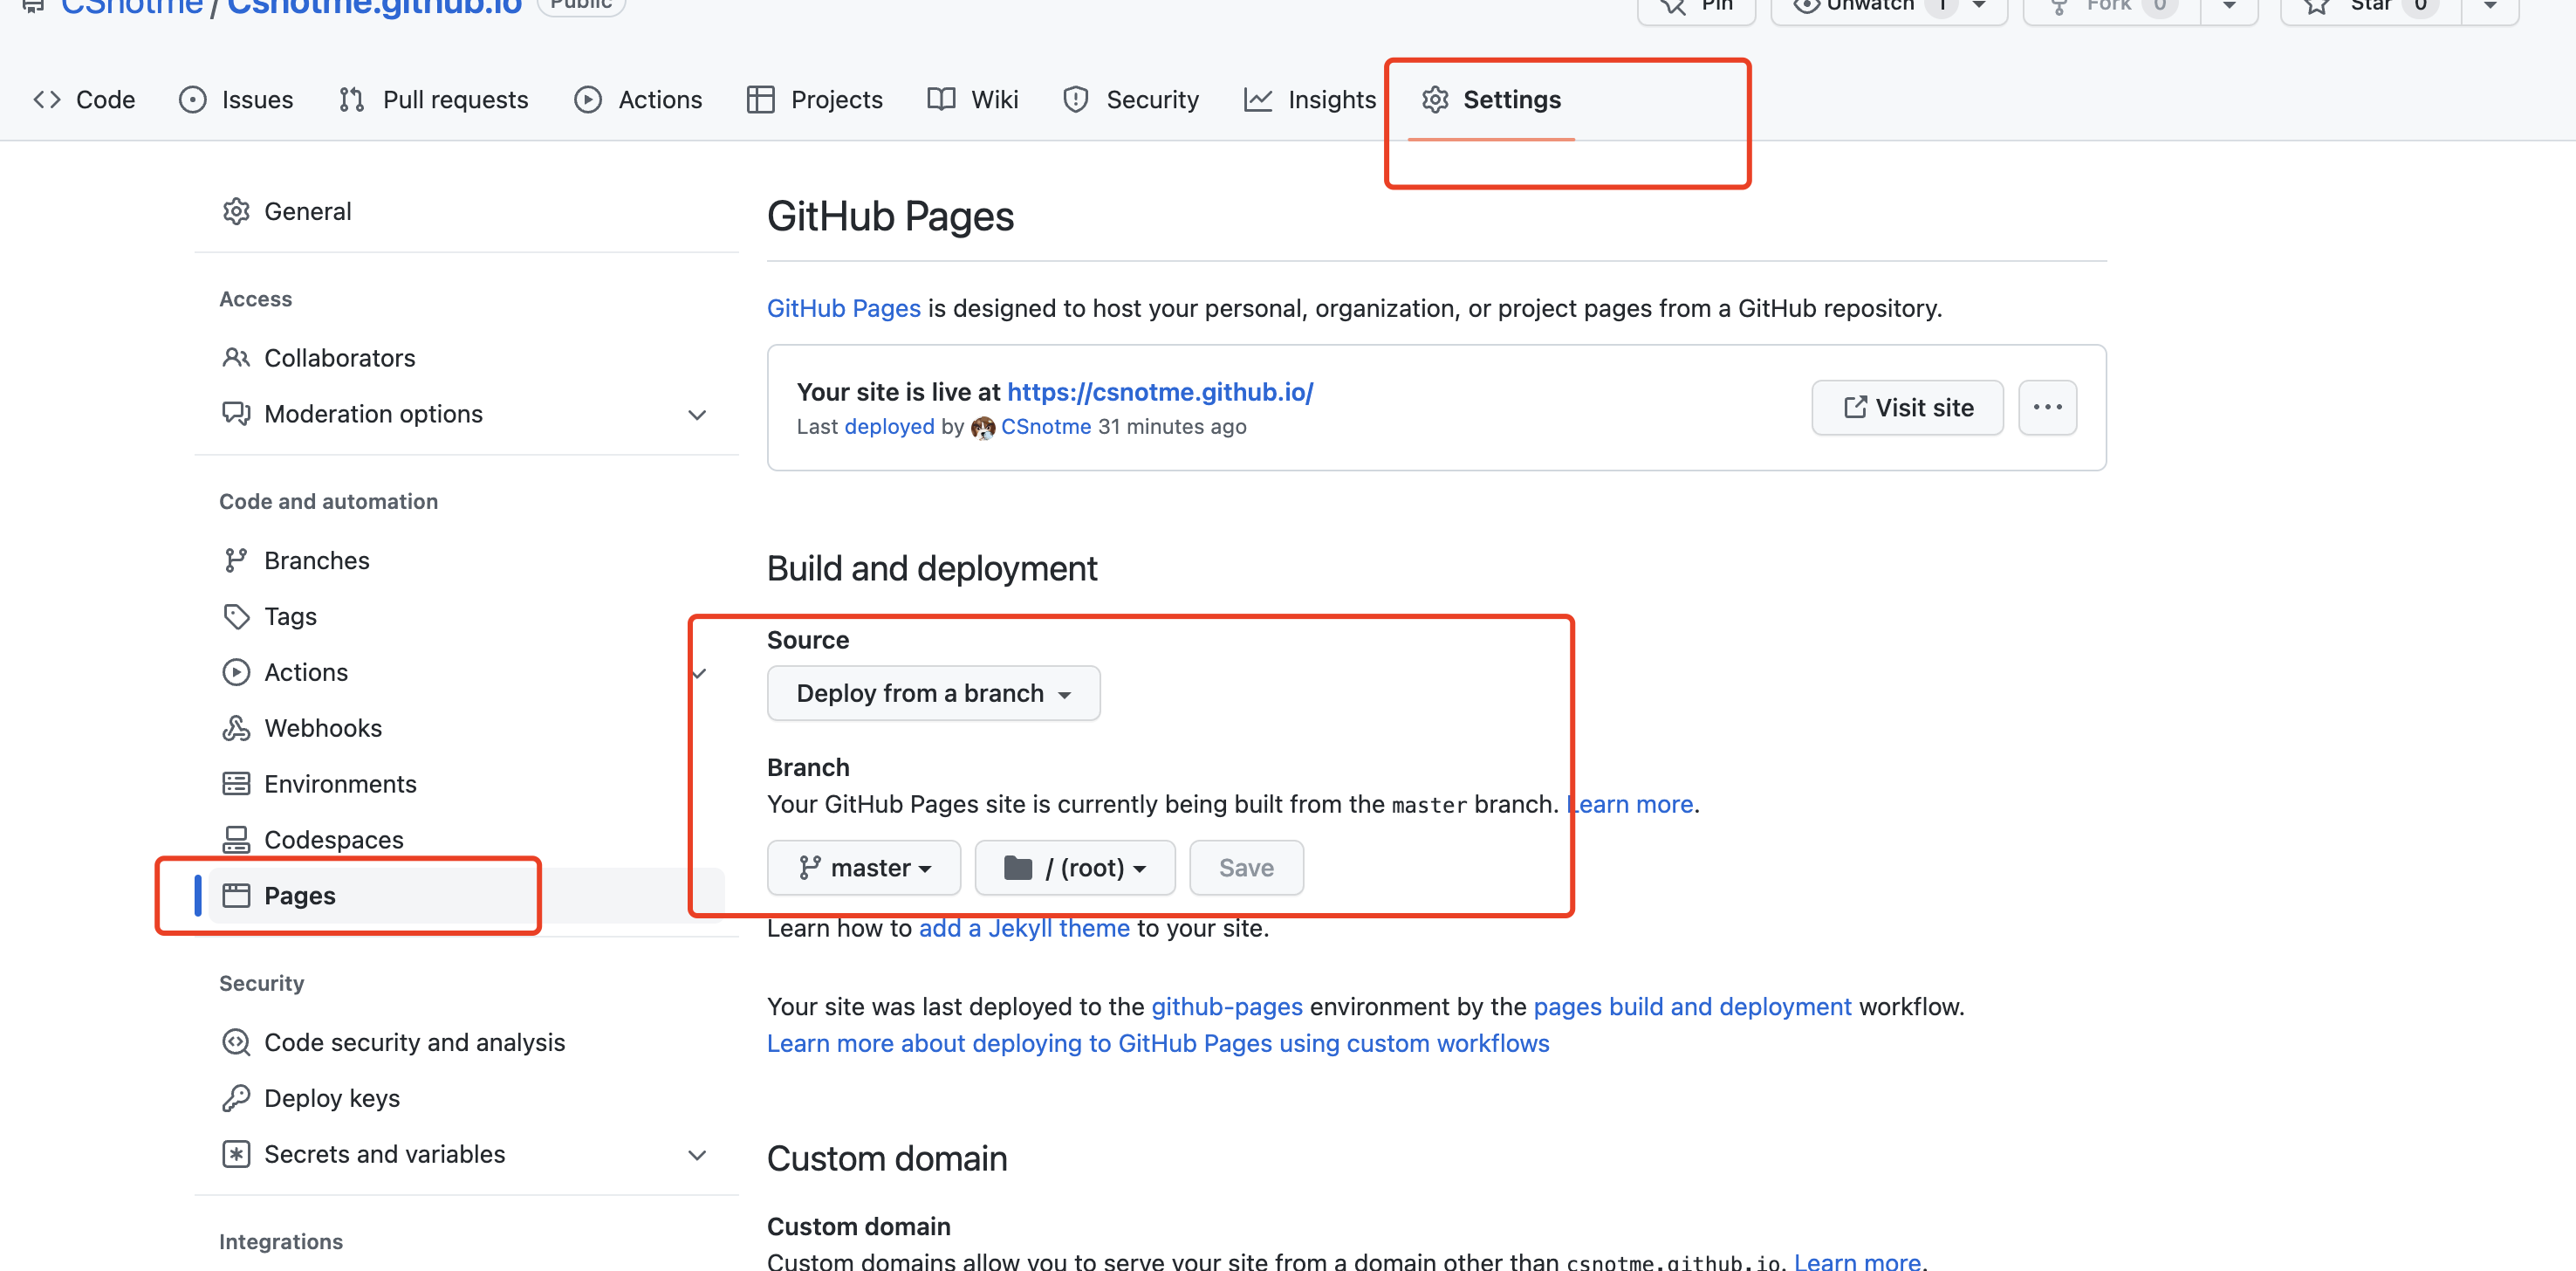 CSnotme / Csnotme.github.io Public
Pin
Unwatch 1
Fork 0
Star 0
Code
Issues
Pull requests
Actions
Projects
Wiki
Security
Insights
Settings
General
Access
Collaborators
Moderation options
Code and automation
Branches
Tags
Actions
Webhooks
Environments
Codespaces
Pages
Security
Code security and analysis
Deploy keys
Secrets and variables
Integrations
GitHub Pages
GitHub Pages is designed to host your personal, organization, or project pages from a GitHub repository.
Your site is live at https://csnotme.github.io/
Last deployed by CSnotme 31 minutes ago
Visit site
Build and deployment
Source
Deploy from a branch
Branch
Your GitHub Pages site is currently being built from the master branch. Learn more.
master
/ (root)
Save
Learn how to add a Jekyll theme to your site.
Your site was last deployed to the github-pages environment by the pages build and deployment workflow.
Learn more about deploying to GitHub Pages using custom workflows
Custom domain
Custom domain
Custom domains allow you to serve your site from a domain other than csnotme.github.io. Learn more.